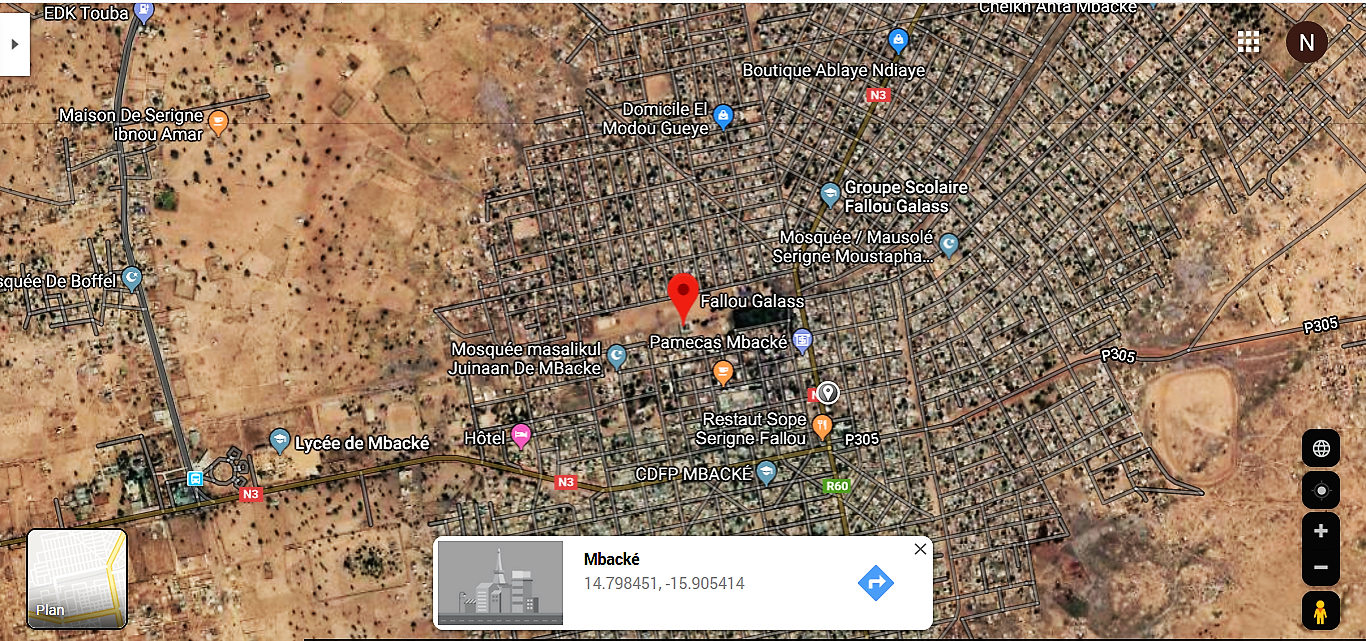 EDK Touba
Cheikh Anta Mbacke
N
Boutique Ablaye Ndiaye
N3
Maison De Serigne
ibnou Amar
Domicile El
Modou Gueye
Groupe Scolaire
Fallou Galass
Mosquée / Mausolé
Serigne Moustapha...
squée De Boffel
Fallou Galass
P305
Pamecas Mbacké
Mosquée masalikul
Juinaan De MBacke
P305
Restaut Sope
Serigne Fallou
P305
Hôtel
Lycée de Mbacké
CDFP MBACKÉ
N3
R60
N3
Plan
Mbacké
14.798451, -15.905414